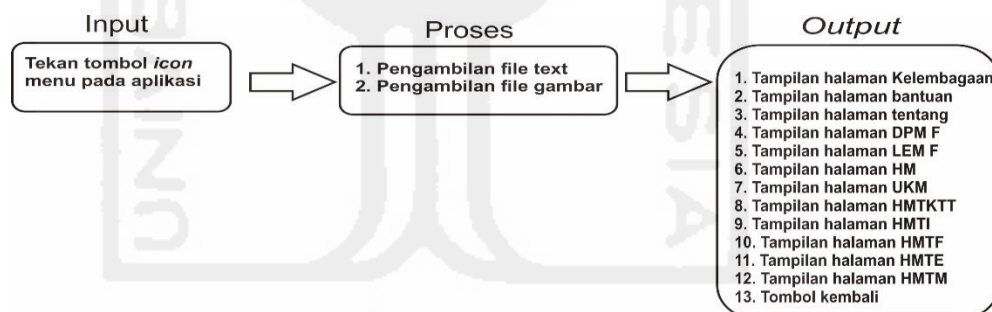 Input
Tekan tombol icon
menu pada aplikasi
Proses
1. Pengambilan file text
2. Pengambilan file gambar
Output
1. Tampilan halaman Kelembagaan
2. Tampilan halaman bantuan
3. Tampilan halaman tentang
4. Tampilan halaman DPM F
5. Tampilan halaman LEM F
6. Tampilan halaman HM
7. Tampilan halaman UKM
8. Tampilan halaman HMTKTT
9. Tampilan halaman HMTI
10. Tampilan halaman HMTF
11. Tampilan halaman HMTE
12. Tampilan halaman HMTM
13. Tombol kembali